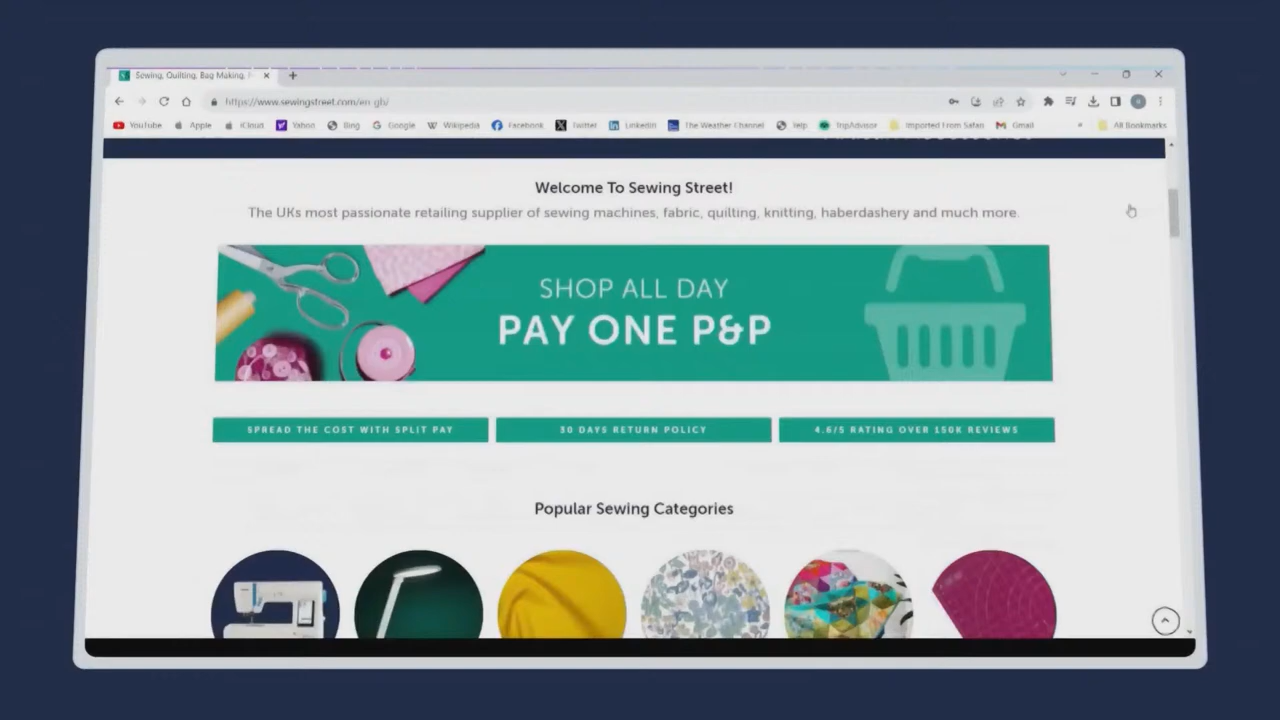 Sewing, Quilting, Bag Making,
https://www.sewingstreet.com/en-gb/
YouTube Apple iCloud Yahoo Bing Google Wikipedia Facebook Twitter LinkedIn The Weather Channel Yelp TripAdvisor Imported From Safari Gmail » All Bookmarks
Welcome To Sewing Street!
The UKs most passionate retailing supplier of sewing machines, fabric, quilting, knitting, haberdashery and much more.
SHOP ALL DAY
PAY ONE P&P
SPREAD THE COST WITH SPLIT PAY
30 DAYS RETURN POLICY
4.6/5 RATING OVER 150K REVIEWS
Popular Sewing Categories